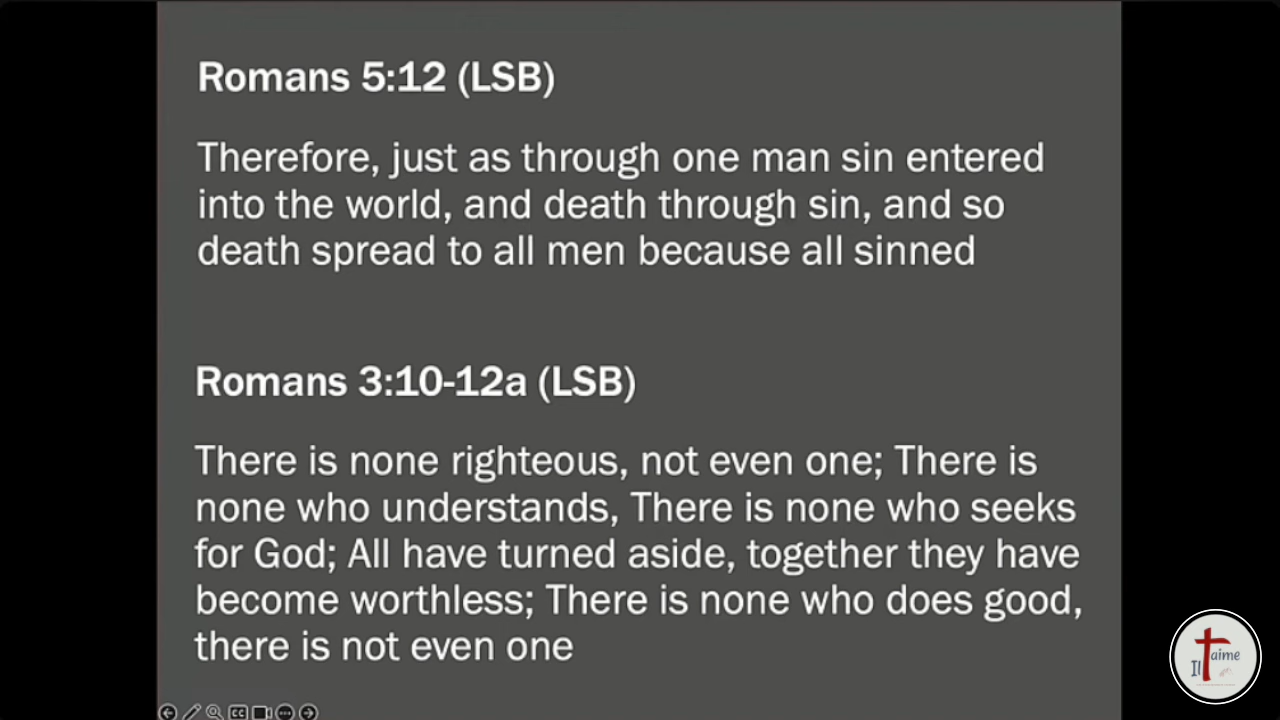 Romans 5:12 (LSB)
Therefore, just as through one man sin entered
into the world, and death through sin, and so
death spread to all men because all sinned
Romans 3:10-12a (LSB)
There is none righteous, not even one; There is
none who understands, There is none who seeks
for God; All have turned aside, together they have
become worthless; There is none who does good,
there is not even one
CC
Il t'aime